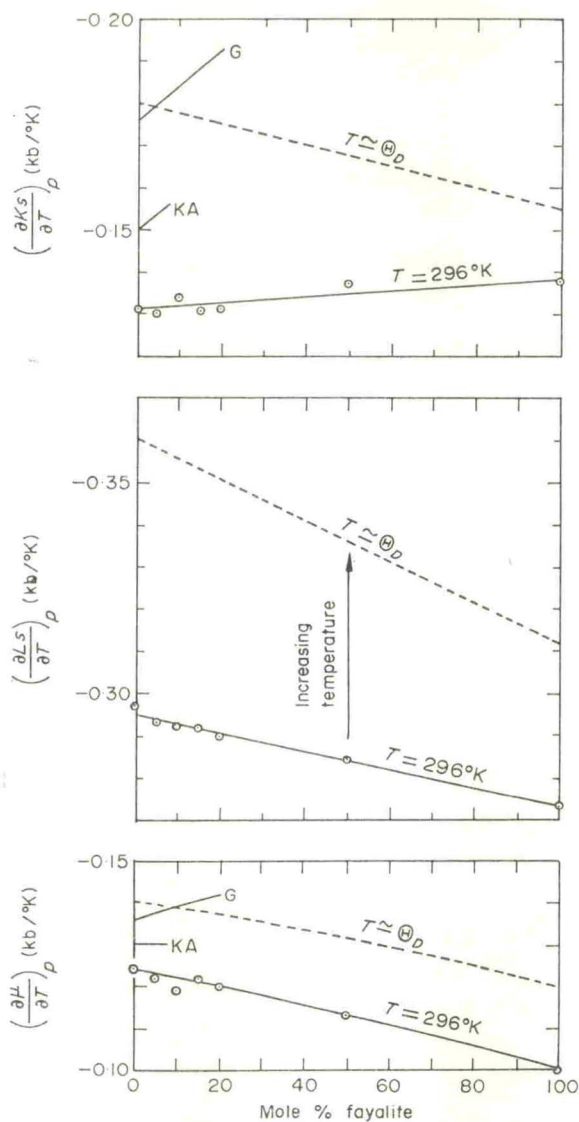 −0·20
G
T ≃ Θ_D
(∂Ks/∂T)_p (kb/°K)
−0·15
KA
T = 296°K
−0·35
T ≃ Θ_D
(∂Ls/∂T)_p (kb/°K)
Increasing
temperature
−0·30
T = 296°K
−0·15
G
T ≃ Θ_D
KA
(∂μ/∂T)_p (kb/°K)
T = 296°K
−0·10
0 20 40 60 80 100
Mole % fayalite